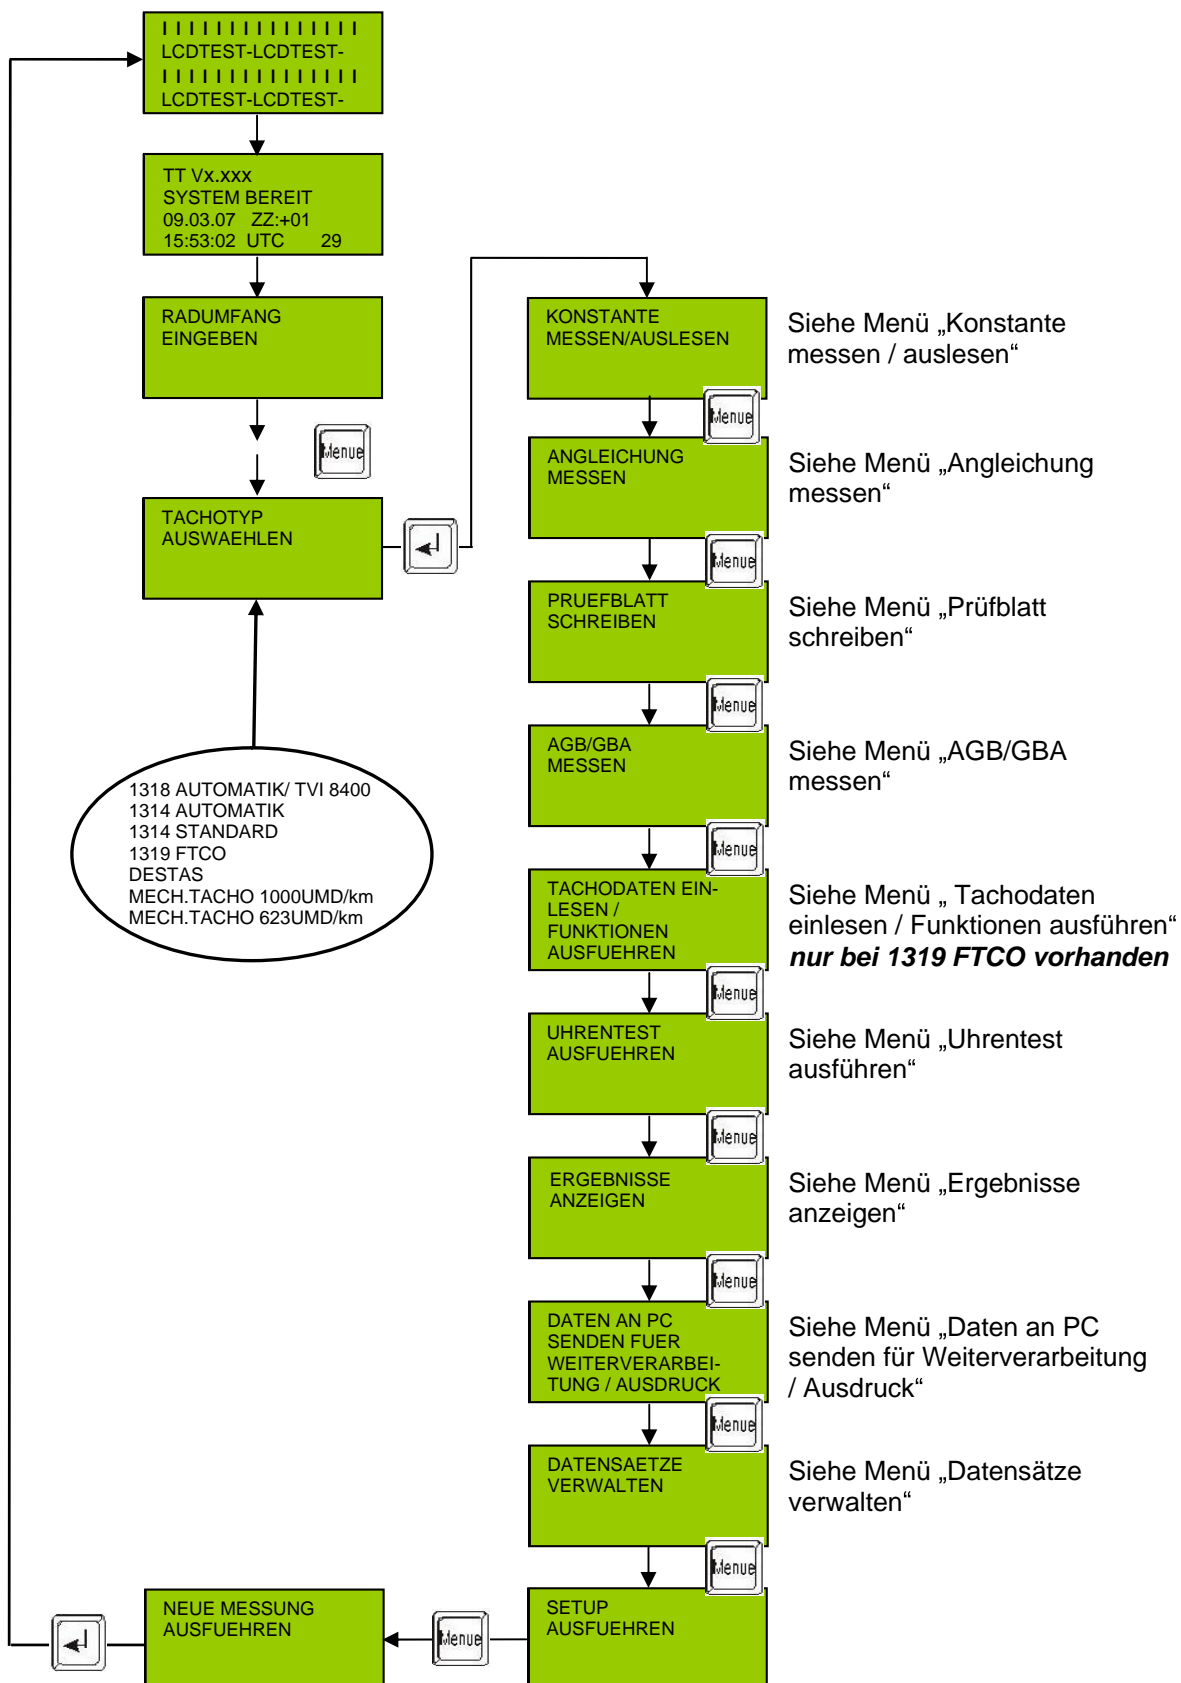 I I I I I I I I I I I I I I I
LCDTEST-LCDTEST-
I I I I I I I I I I I I I I I
LCDTEST-LCDTEST-
TT Vx.xxx
SYSTEM BEREIT
09.03.07 ZZ:+01
15:53:02 UTC 29
RADUMFANG
EINGEBEN
Menue
TACHOTYP
AUSWAEHLEN
1318 AUTOMATIK/ TVI 8400
1314 AUTOMATIK
1314 STANDARD
1319 FTCO
DESTAS
MECH.TACHO 1000UMD/km
MECH.TACHO 623UMD/km
KONSTANTE
MESSEN/AUSLESEN
Siehe Menü „Konstante
messen / auslesen“
Menue
ANGLEICHUNG
MESSEN
Siehe Menü „Angleichung
messen“
Menue
PRUEFBLATT
SCHREIBEN
Siehe Menü „Prüfblatt
schreiben“
Menue
AGB/GBA
MESSEN
Siehe Menü „AGB/GBA
messen“
Menue
TACHODATEN EIN-
LESEN /
FUNKTIONEN
AUSFUEHREN
Siehe Menü „ Tachodaten
einlesen / Funktionen ausführen“
nur bei 1319 FTCO vorhanden
Menue
UHRENTEST
AUSFUEHREN
Siehe Menü „Uhrentest
ausführen“
Menue
ERGEBNISSE
ANZEIGEN
Siehe Menü „Ergebnisse
anzeigen“
Menue
DATEN AN PC
SENDEN FUER
WEITERVERARBEI-
TUNG / AUSDRUCK
Siehe Menü „Daten an PC
senden für Weiterverarbeitung
/ Ausdruck“
Menue
DATENSAETZE
VERWALTEN
Siehe Menü „Datensätze
verwalten“
Menue
SETUP
AUSFUEHREN
Menue
NEUE MESSUNG
AUSFUEHREN